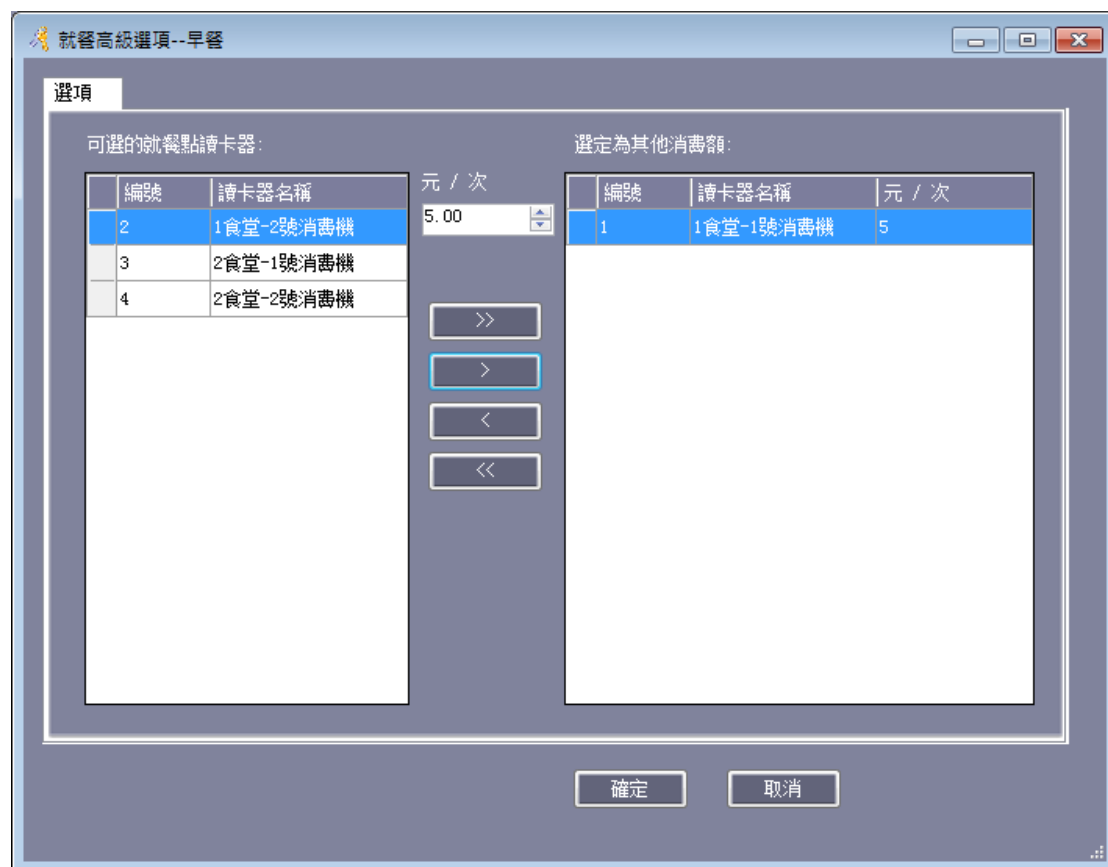 就餐高級選項--早餐
選項
可選的就餐點讀卡器:
編號 讀卡器名稱
2 1食堂-2號消費機
3 2食堂-1號消費機
4 2食堂-2號消費機
元 / 次
5.00
>>
>
<
<<
選定為其他消費額:
編號 讀卡器名稱 元 / 次
1 1食堂-1號消費機 5
確定 取消